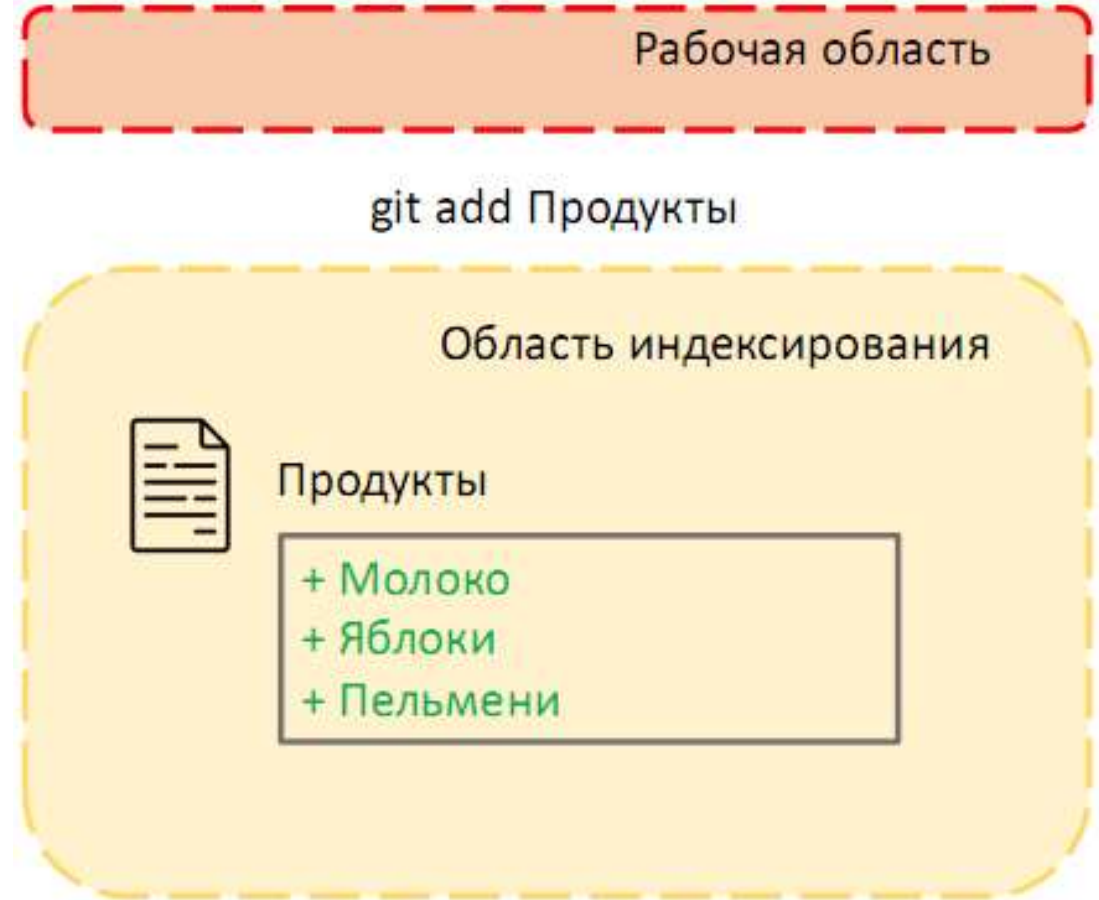 Рабочая область
git add Продукты
Область индексирования
Продукты
+ Молоко
+ Яблоки
+ Пельмени